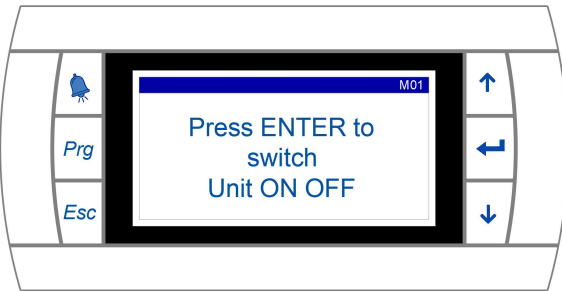 M01
Press ENTER to
switch
Unit ON OFF
Prg
Esc